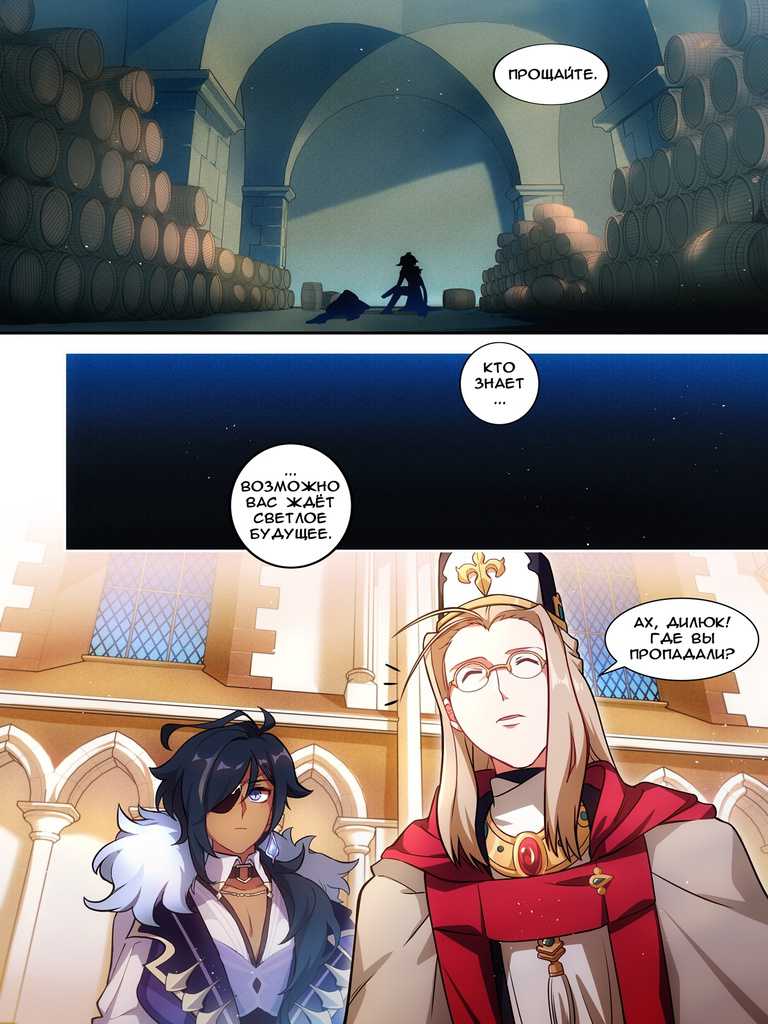 ПРОЩАЙТЕ.
КТО
ЗНАЕТ
...
...
ВОЗМОЖНО
ВАС ЖДЁТ
СВЕТЛОЕ
БУДУЩЕЕ.
АХ, ДИЛЮК!
ГДЕ ВЫ
ПРОПАДАЛИ?